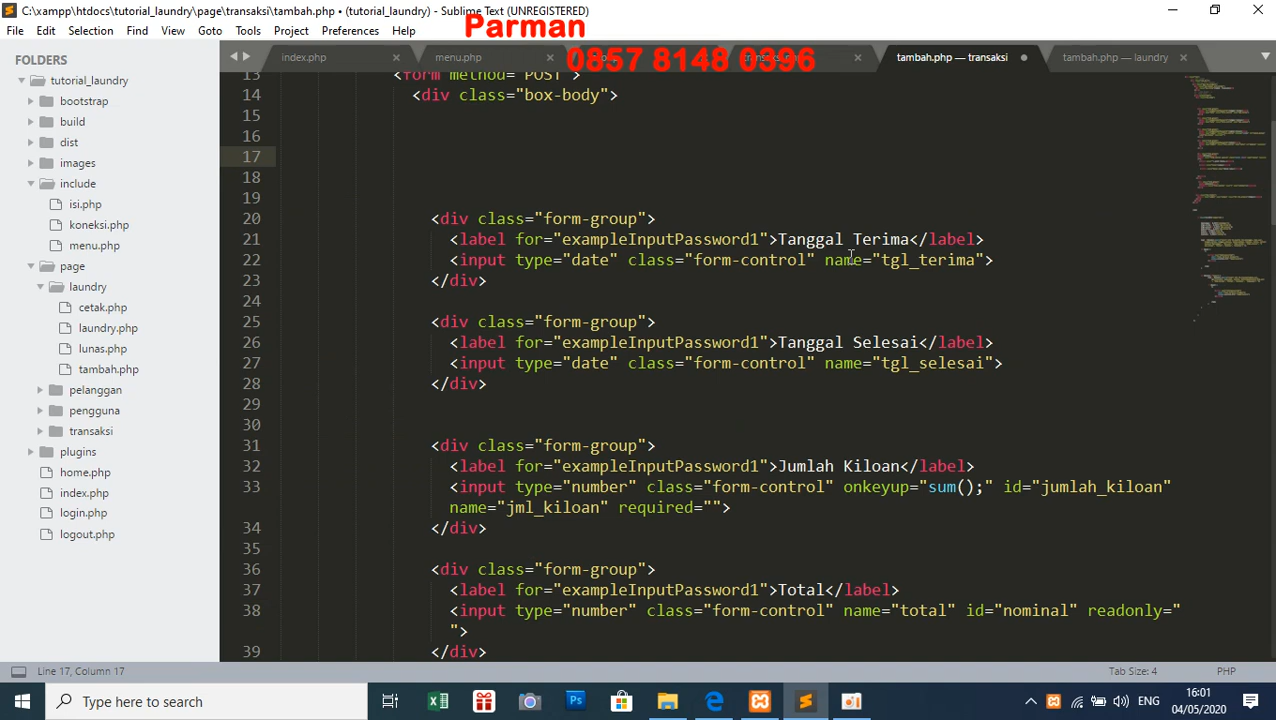 C:\xampp\htdocs\tutorial_laundry\page\transaksi\tambah.php • (tutorial_laundry) - Sublime Text (UNREGISTERED)
Parman
0857 8148 0396
File Edit Selection Find View Goto Tools Project Preferences Help
index.php
menu.php
tambah.php — transaksi
tambah.php — laundry
FOLDERS
tutorial_laundry
bootstrap
build
dist
images
include
isi.php
koneksi.php
menu.php
page
laundry
cetak.php
laundry.php
lunas.php
tambah.php
pelanggan
pengguna
transaksi
plugins
home.php
index.php
login.php
logout.php
13 <form method="POST">
14 <div class="box-body">
15
16
17
18
19
20 <div class="form-group">
21 <label for="exampleInputPassword1">Tanggal Terima</label>
22 <input type="date" class="form-control" name="tgl_terima">
23 </div>
24
25 <div class="form-group">
26 <label for="exampleInputPassword1">Tanggal Selesai</label>
27 <input type="date" class="form-control" name="tgl_selesai">
28 </div>
29
30
31 <div class="form-group">
32 <label for="exampleInputPassword1">Jumlah Kiloan</label>
33 <input type="number" class="form-control" onkeyup="sum();" id="jumlah_kiloan"
name="jml_kiloan" required="">
34 </div>
35
36 <div class="form-group">
37 <label for="exampleInputPassword1">Total</label>
38 <input type="number" class="form-control" name="total" id="nominal" readonly="
">
39 </div>
Line 17, Column 17
Tab Size: 4
PHP
Type here to search
ENG
16:01
04/05/2020